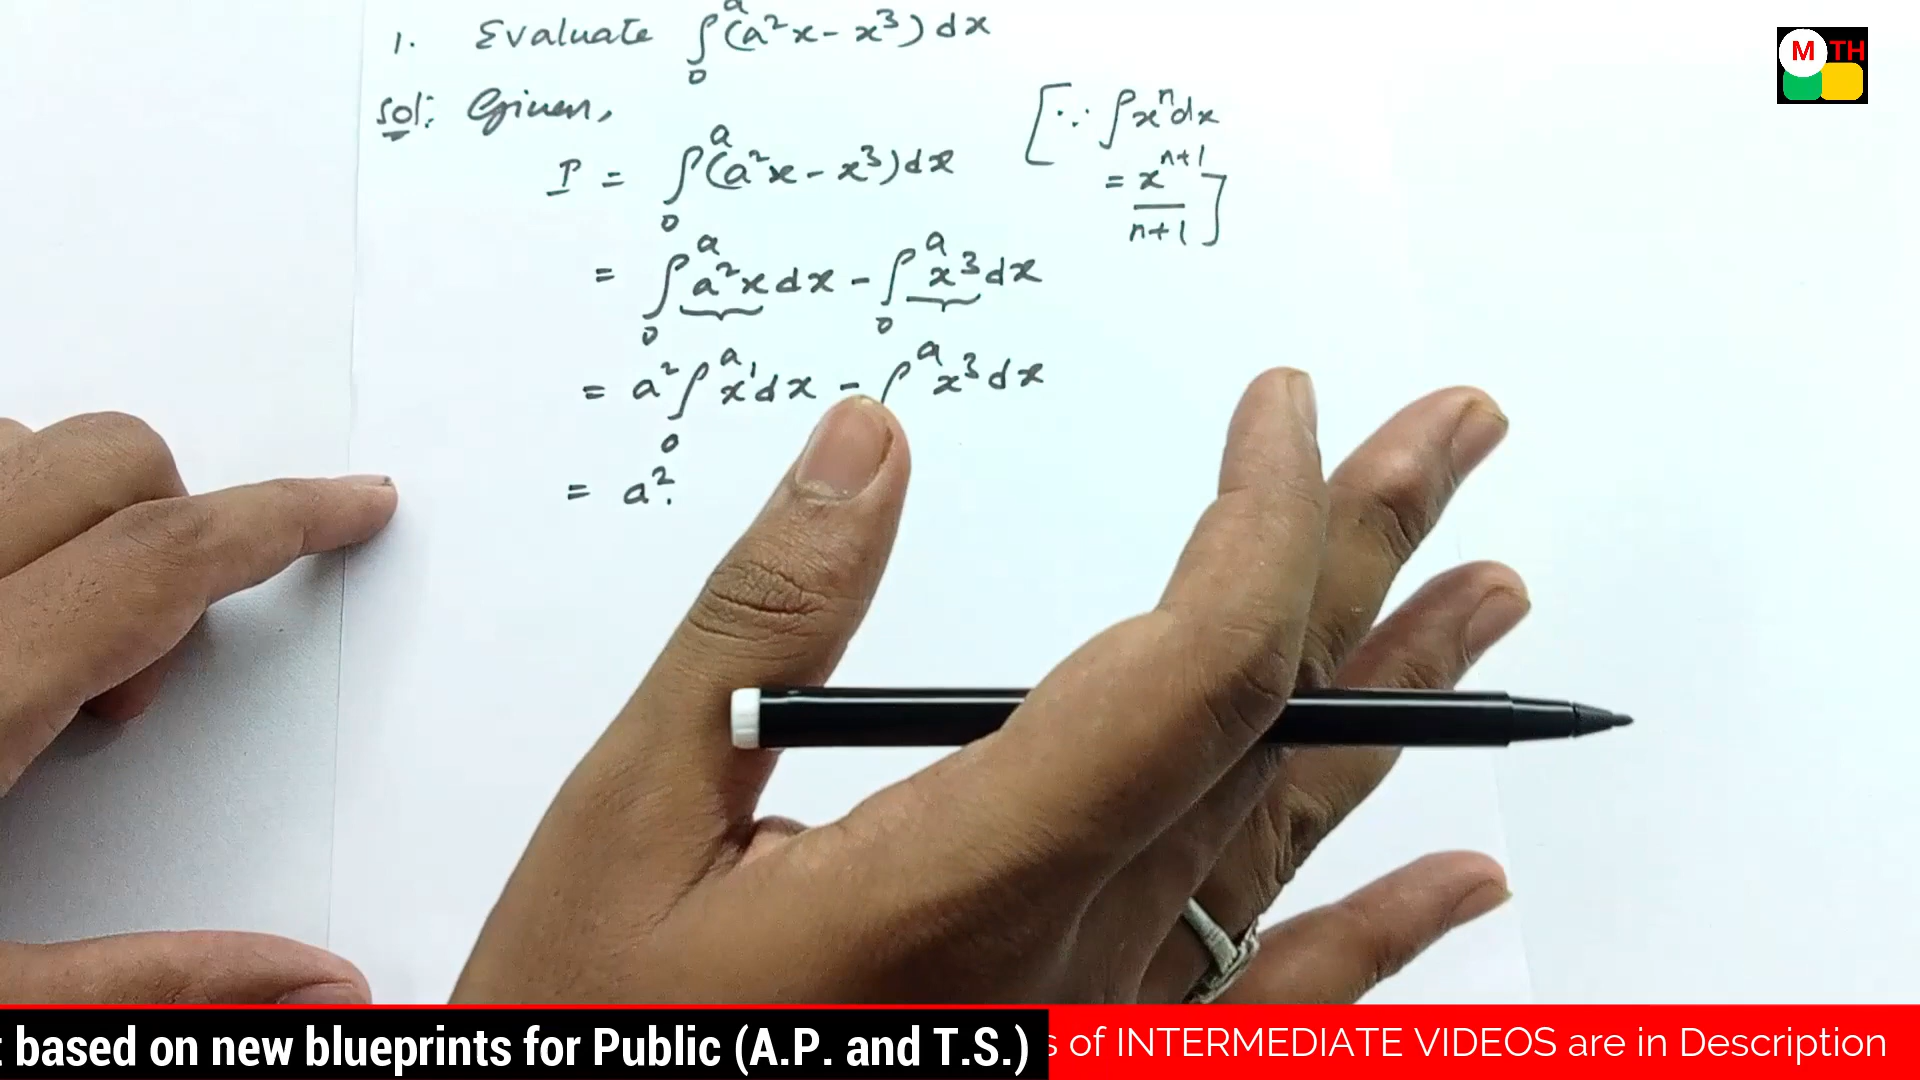 1. Evaluate ∫₀ᵃ (a²x - x³) dx
Sol: Given,
I = ∫₀ᵃ (a²x - x³) dx
[∵ ∫xⁿdx
= xⁿ⁺¹/n+1]
= ∫₀ᵃ a²x dx - ∫₀ᵃ x³ dx
= a² ∫₀ᵃ x¹ dx - ∫ᵃ x³ dx
= a².
M TH
based on new blueprints for Public (A.P. and T.S.)
s of INTERMEDIATE VIDEOS are in Description